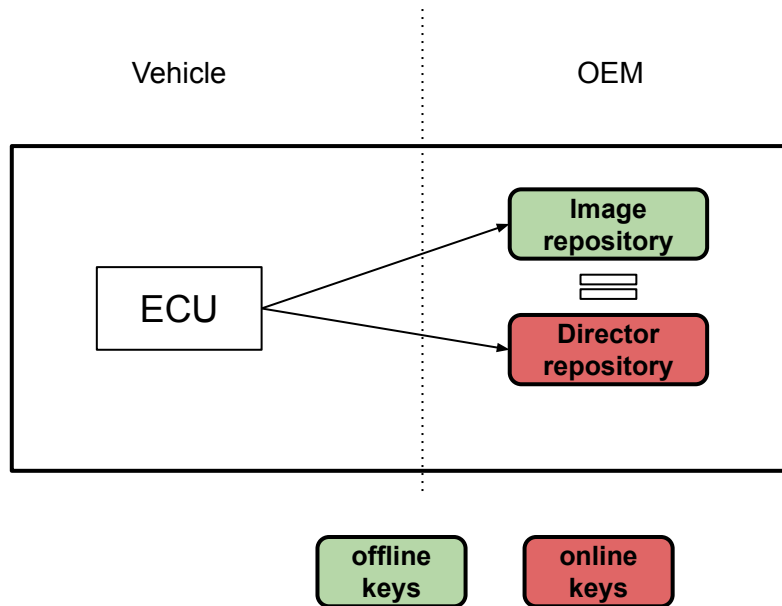 Vehicle
OEM
Image
repository
ECU
Director
repository
offline
keys
online
keys